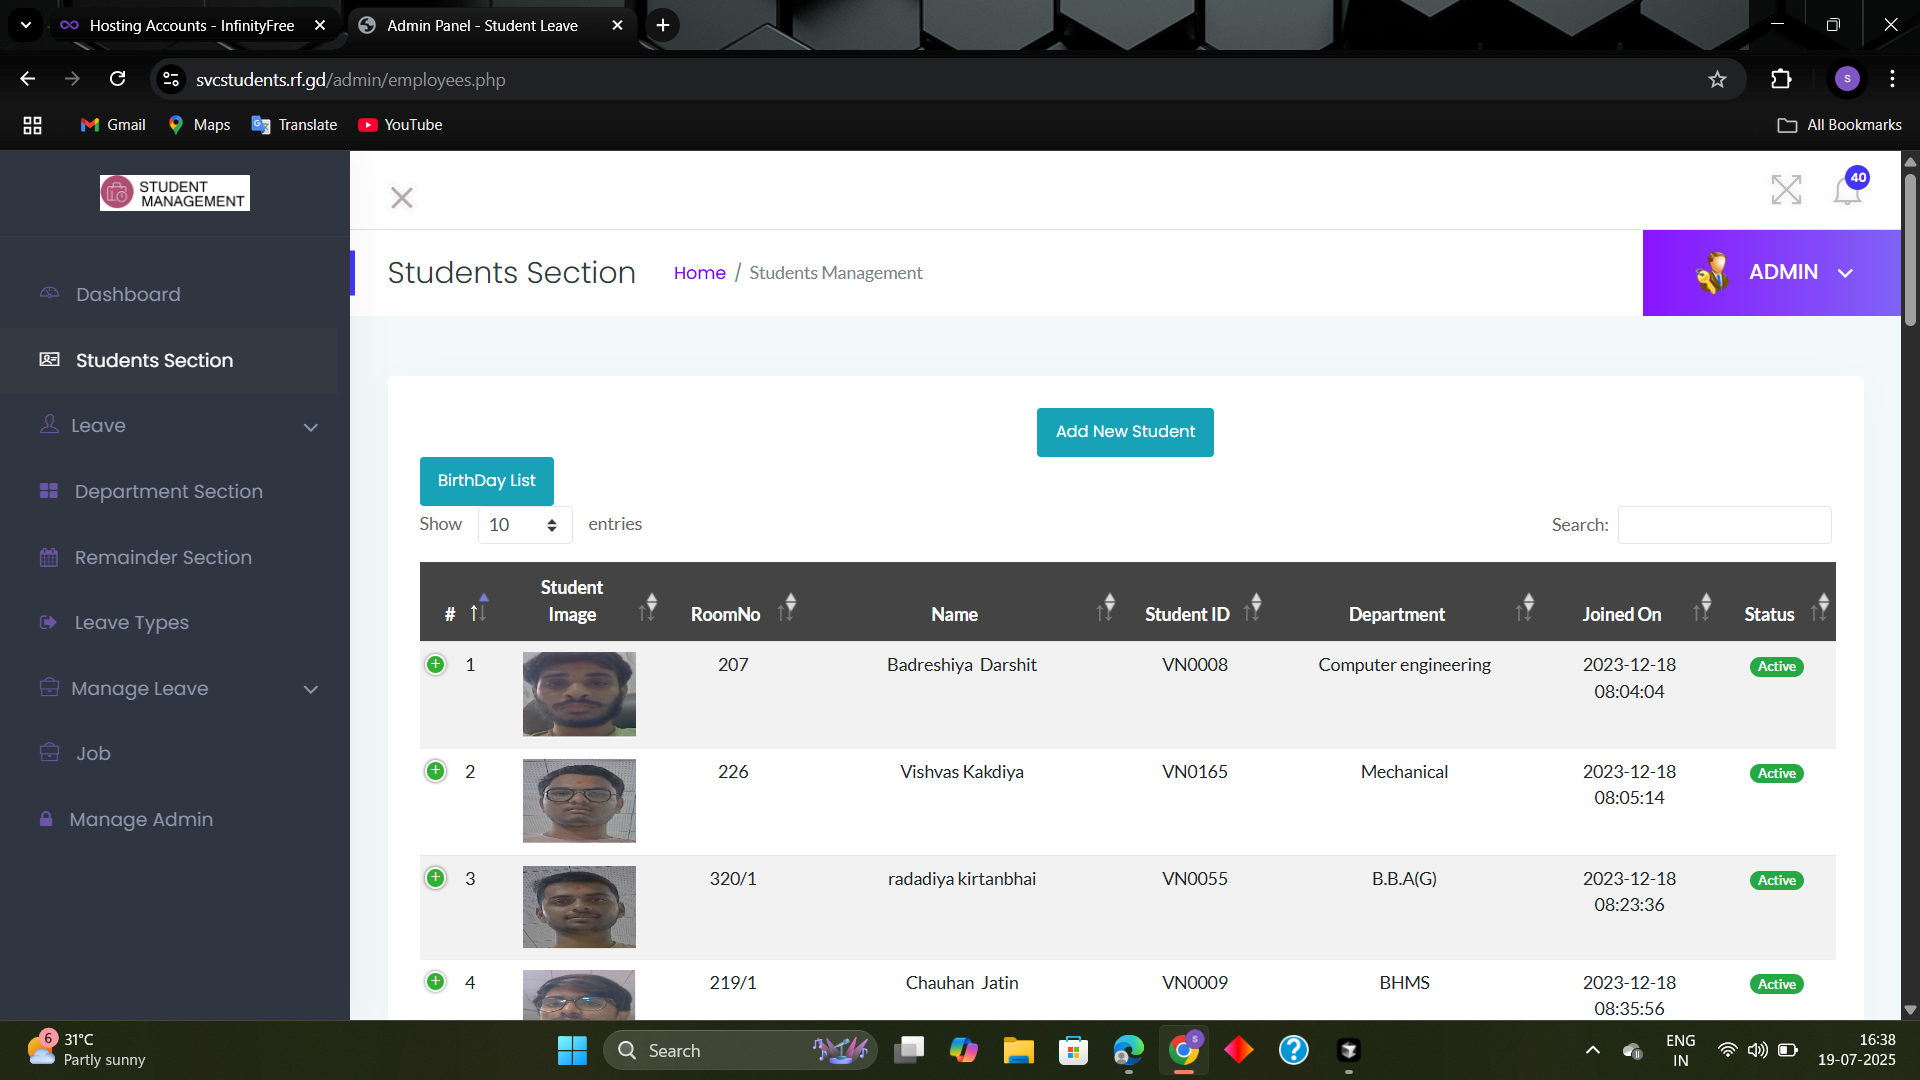 Hosting Accounts - InfinityFree
Admin Panel - Student Leave
svcstudents.rf.gd/admin/employees.php
S
Gmail
Maps
Translate
YouTube
All Bookmarks
STUDENT
MANAGEMENT
40
Students Section
Home / Students Management
ADMIN
Dashboard
Students Section
Leave
Department Section
Remainder Section
Leave Types
Manage Leave
Job
Manage Admin
Add New Student
BirthDay List
Show 10 entries
Search:
# Student Image RoomNo Name Student ID Department Joined On Status
1 207 Badreshiya Darshit VN0008 Computer engineering 2023-12-18 08:04:04 Active
2 226 Vishvas Kakdiya VN0165 Mechanical 2023-12-18 08:05:14 Active
3 320/1 radadiya kirtanbhai VN0055 B.B.A(G) 2023-12-18 08:23:36 Active
4 219/1 Chauhan Jatin VN0009 BHMS 2023-12-18 08:35:56 Active
6
31°C
Partly sunny
Search
S
ENG
IN
16:38
19-07-2025